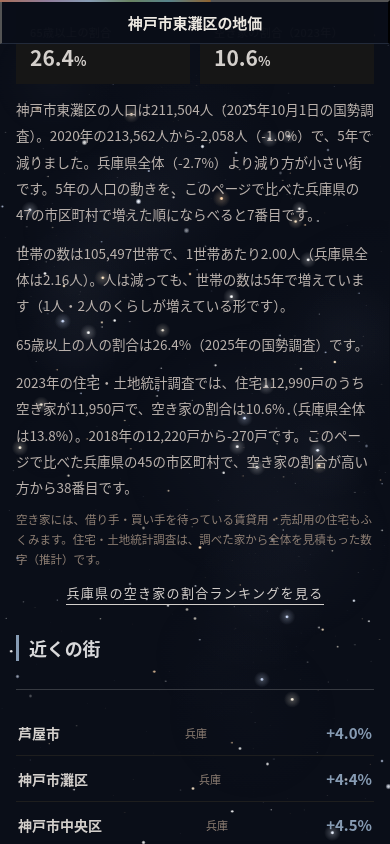 神戸市東灘区の地価
26.4%
10.6%
神戸市東灘区の人口は211,504人（2025年10月1日の国勢調
査）。2020年の213,562人から-2,058人（-1.0%）で、5年で
減りました。兵庫県全体（-2.7%）より減り方が小さい街
です。5年の人口の動きを、このページで比べた兵庫県の
47の市区町村で増えた順にならべると7番目です。
世帯の数は105,497世帯で、1世帯あたり2.00人（兵庫県全
体は2.16人）。人は減っても、世帯の数は5年で増えていま
す（1人・2人のくらしが増えている形です）。
65歳以上の人の割合は26.4%（2025年の国勢調査）です。
2023年の住宅・土地統計調査では、住宅112,990戸のうち
空き家が11,950戸で、空き家の割合は10.6%（兵庫県全体
は13.8%）。2018年の12,220戸から-270戸です。このペー
ジで比べた兵庫県の45の市区町村で、空き家の割合が高い
方から38番目です。
空き家には、借り手・買い手を待っている賃貸用・売却用の住宅もふ
くみます。住宅・土地統計調査は、調べた家から全体を見積もった数
字（推計）です。
兵庫県の空き家の割合ランキングを見る
近くの街
芦屋市 兵庫 +4.0%
神戸市灘区 兵庫 +4.4%
神戸市中央区 兵庫 +4.5%